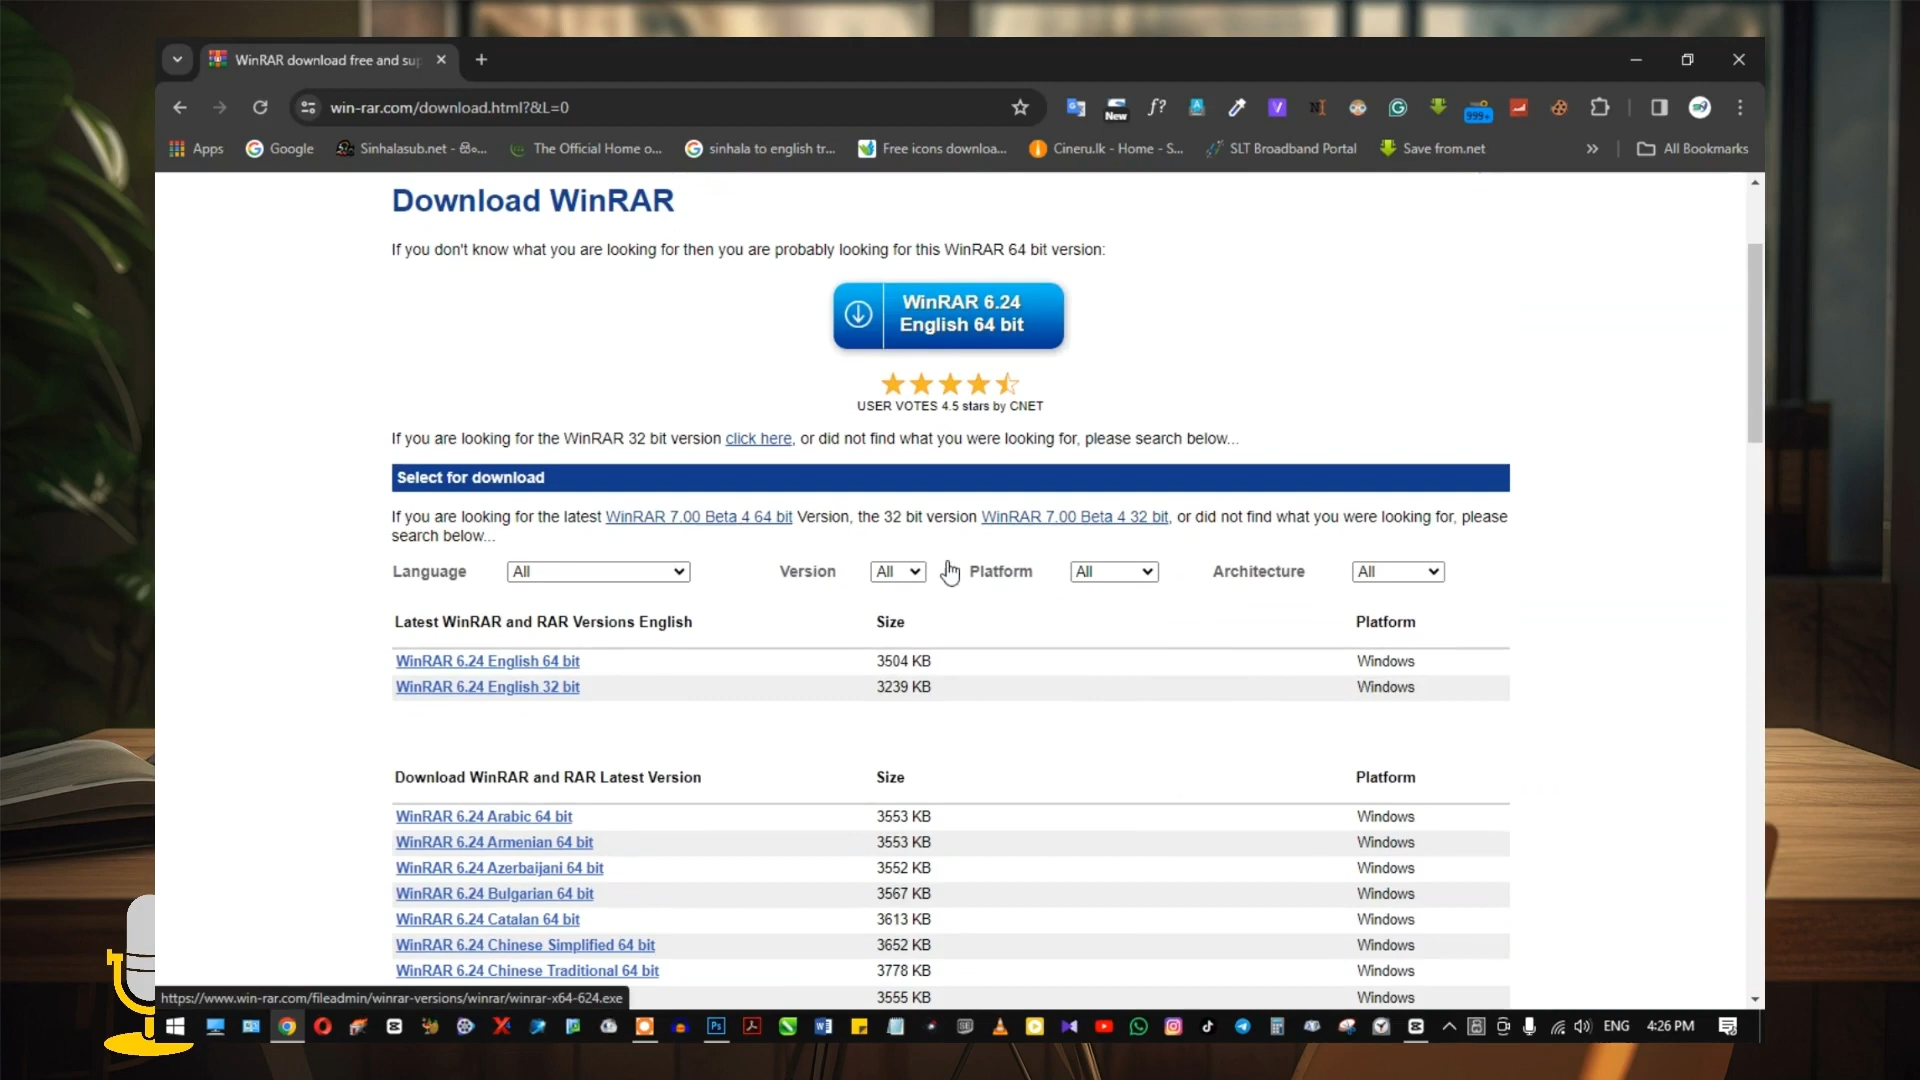 WinRAR download free and sup
win-rar.com/download.html?&L=0
New
f?
999+
Apps
Google
Sinhalasub.net - සිං...
The Official Home o...
sinhala to english tr...
Free icons downloa...
Cineru.lk - Home - S...
SLT Broadband Portal
Save from.net
»
All Bookmarks
Download WinRAR
If you don't know what you are looking for then you are probably looking for this WinRAR 64 bit version:
WinRAR 6.24
English 64 bit
USER VOTES 4.5 stars by CNET
If you are looking for the WinRAR 32 bit version click here, or did not find what you were looking for, please search below...
Select for download
If you are looking for the latest WinRAR 7.00 Beta 4 64 bit Version, the 32 bit version WinRAR 7.00 Beta 4 32 bit, or did not find what you were looking for, please
search below...
Language All Version All Platform All Architecture All
Latest WinRAR and RAR Versions English Size Platform
WinRAR 6.24 English 64 bit 3504 KB Windows
WinRAR 6.24 English 32 bit 3239 KB Windows
Download WinRAR and RAR Latest Version Size Platform
WinRAR 6.24 Arabic 64 bit 3553 KB Windows
WinRAR 6.24 Armenian 64 bit 3553 KB Windows
WinRAR 6.24 Azerbaijani 64 bit 3552 KB Windows
WinRAR 6.24 Bulgarian 64 bit 3567 KB Windows
WinRAR 6.24 Catalan 64 bit 3613 KB Windows
WinRAR 6.24 Chinese Simplified 64 bit 3652 KB Windows
WinRAR 6.24 Chinese Traditional 64 bit 3778 KB Windows
3555 KB Windows
https://www.win-rar.com/fileadmin/winrar-versions/winrar/winrar-x64-624.exe
Ps
SE
ENG
4:26 PM